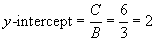 y-intercept = C/B = 6/3 = 2